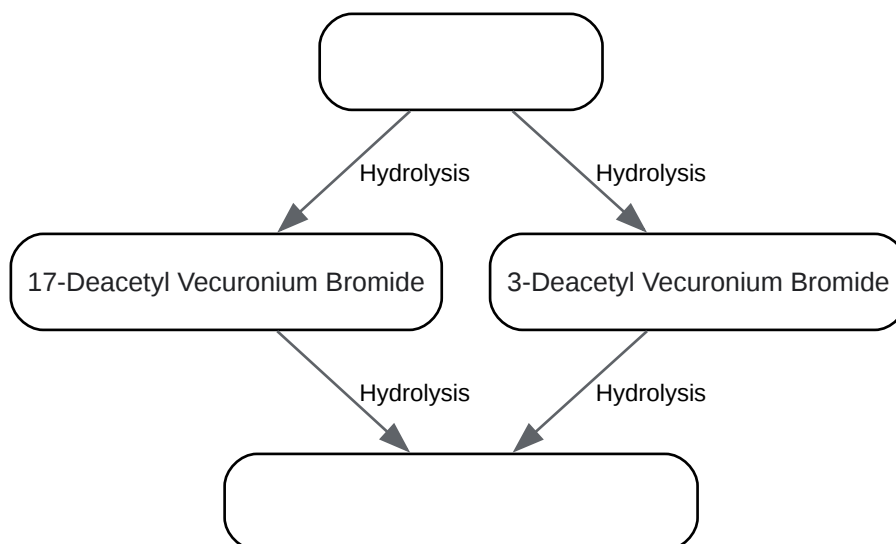 Hydrolysis
Hydrolysis
17-Deacetyl Vecuronium Bromide
3-Deacetyl Vecuronium Bromide
Hydrolysis
Hydrolysis